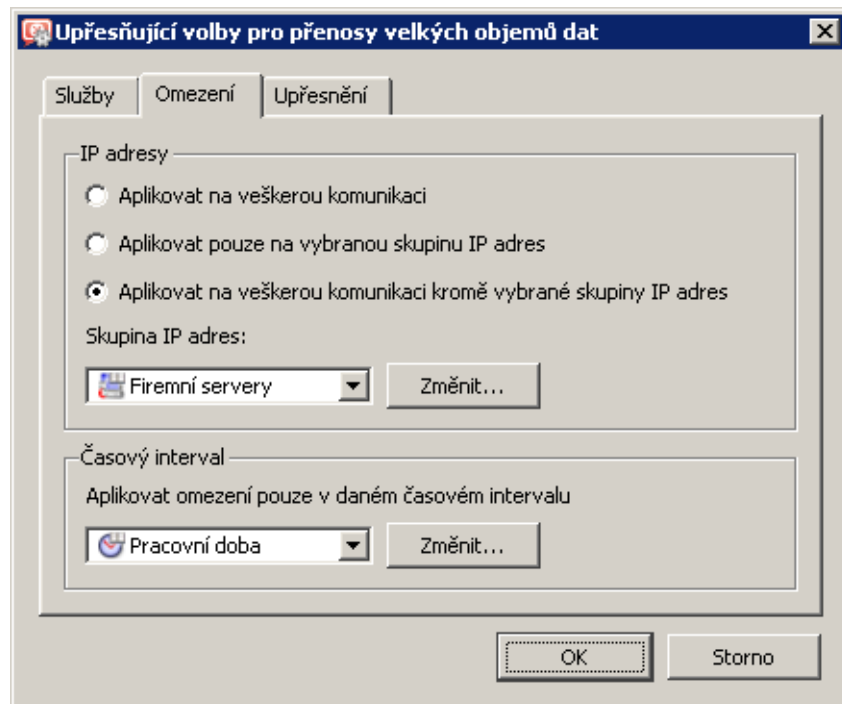 Upřesňující volby pro přenosy velkých objemů dat
Služby
Omezení
Upřesnění
IP adresy
Aplikovat na veškerou komunikaci
Aplikovat pouze na vybranou skupinu IP adres
Aplikovat na veškerou komunikaci kromě vybrané skupiny IP adres
Skupina IP adres:
Firemní servery
Změnit...
Časový interval
Aplikovat omezení pouze v daném časovém intervalu
Pracovní doba
Změnit...
OK
Storno